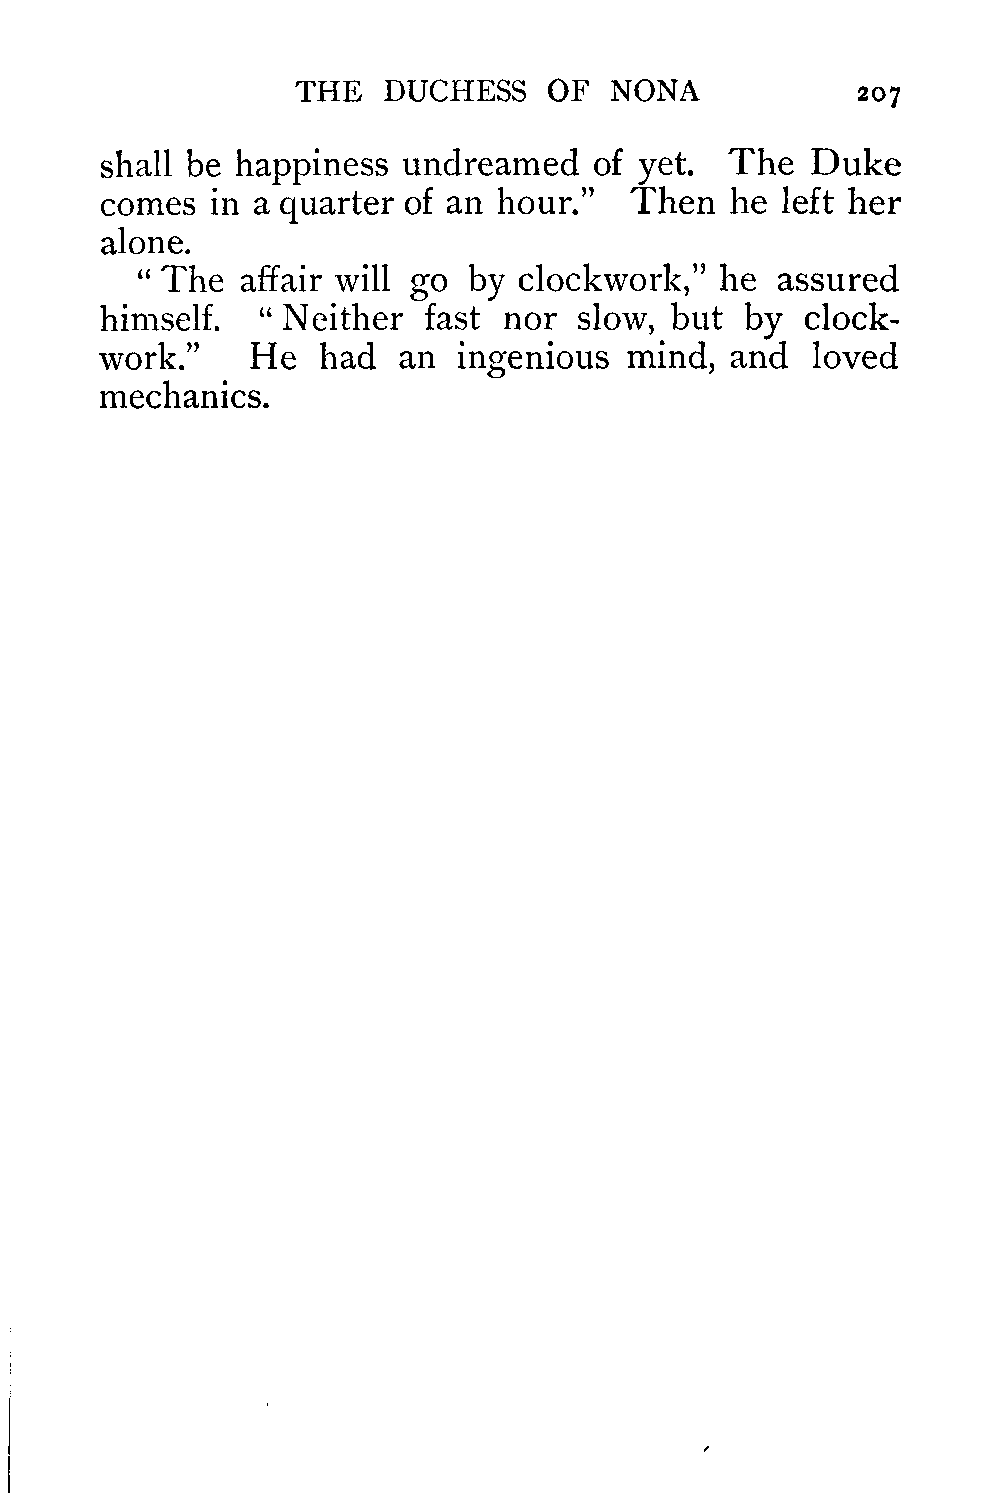 THE DUCHESS OF NONA 207
shall be happiness undreamed of yet. The Duke
comes in a quarter of an hour.” Then he left her
alone.
“ The affair will go by clockwork,” he assured
himself. “ Neither fast nor slow, but by clock-
work.” He had an ingenious mind, and loved
mechanics.